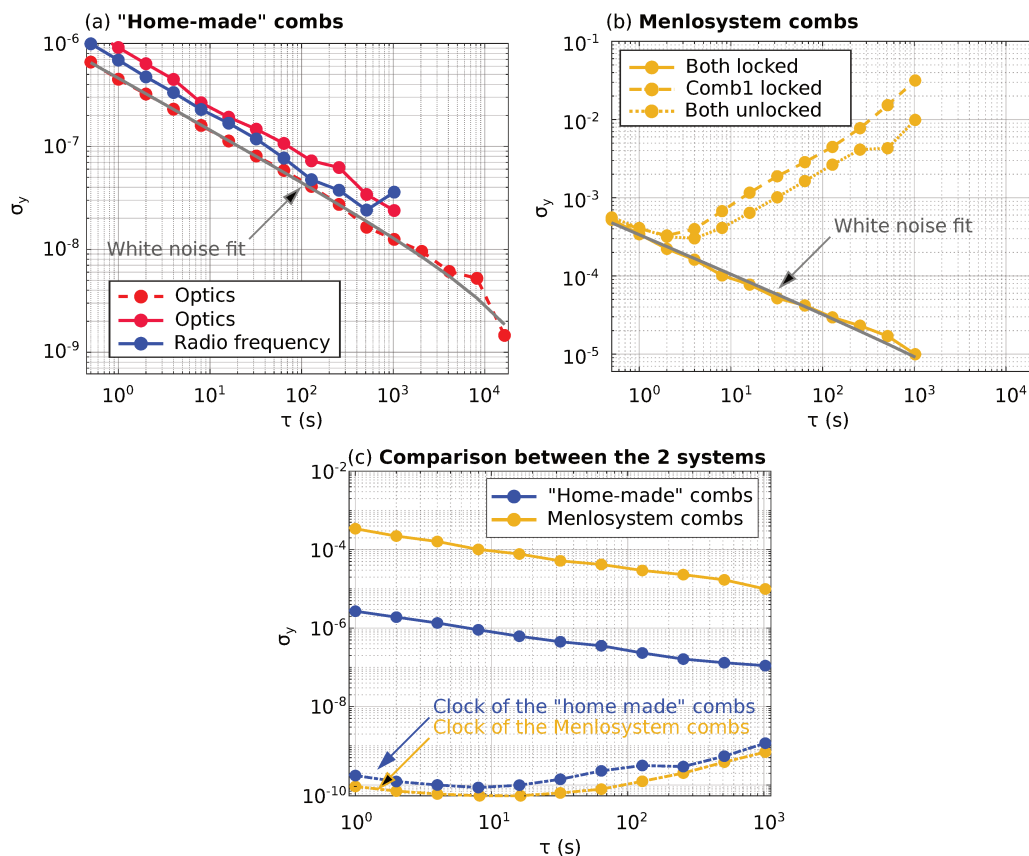 (a) "Home-made" combs
10^-6
10^-7
10^-8
10^-9
σy
White noise fit
Optics
Optics
Radio frequency
10^0 10^1 10^2 10^3 10^4
τ (s)
(b) Menlosystem combs
10^-1
10^-2
10^-3
10^-4
10^-5
σy
Both locked
Comb1 locked
Both unlocked
White noise fit
10^0 10^1 10^2 10^3 10^4
τ (s)
(c) Comparison between the 2 systems
10^-2
10^-4
10^-6
10^-8
10^-10
σy
"Home-made" combs
Menlosystem combs
Clock of the "home made" combs
Clock of the Menlosystem combs
10^0 10^1 10^2 10^3
τ (s)